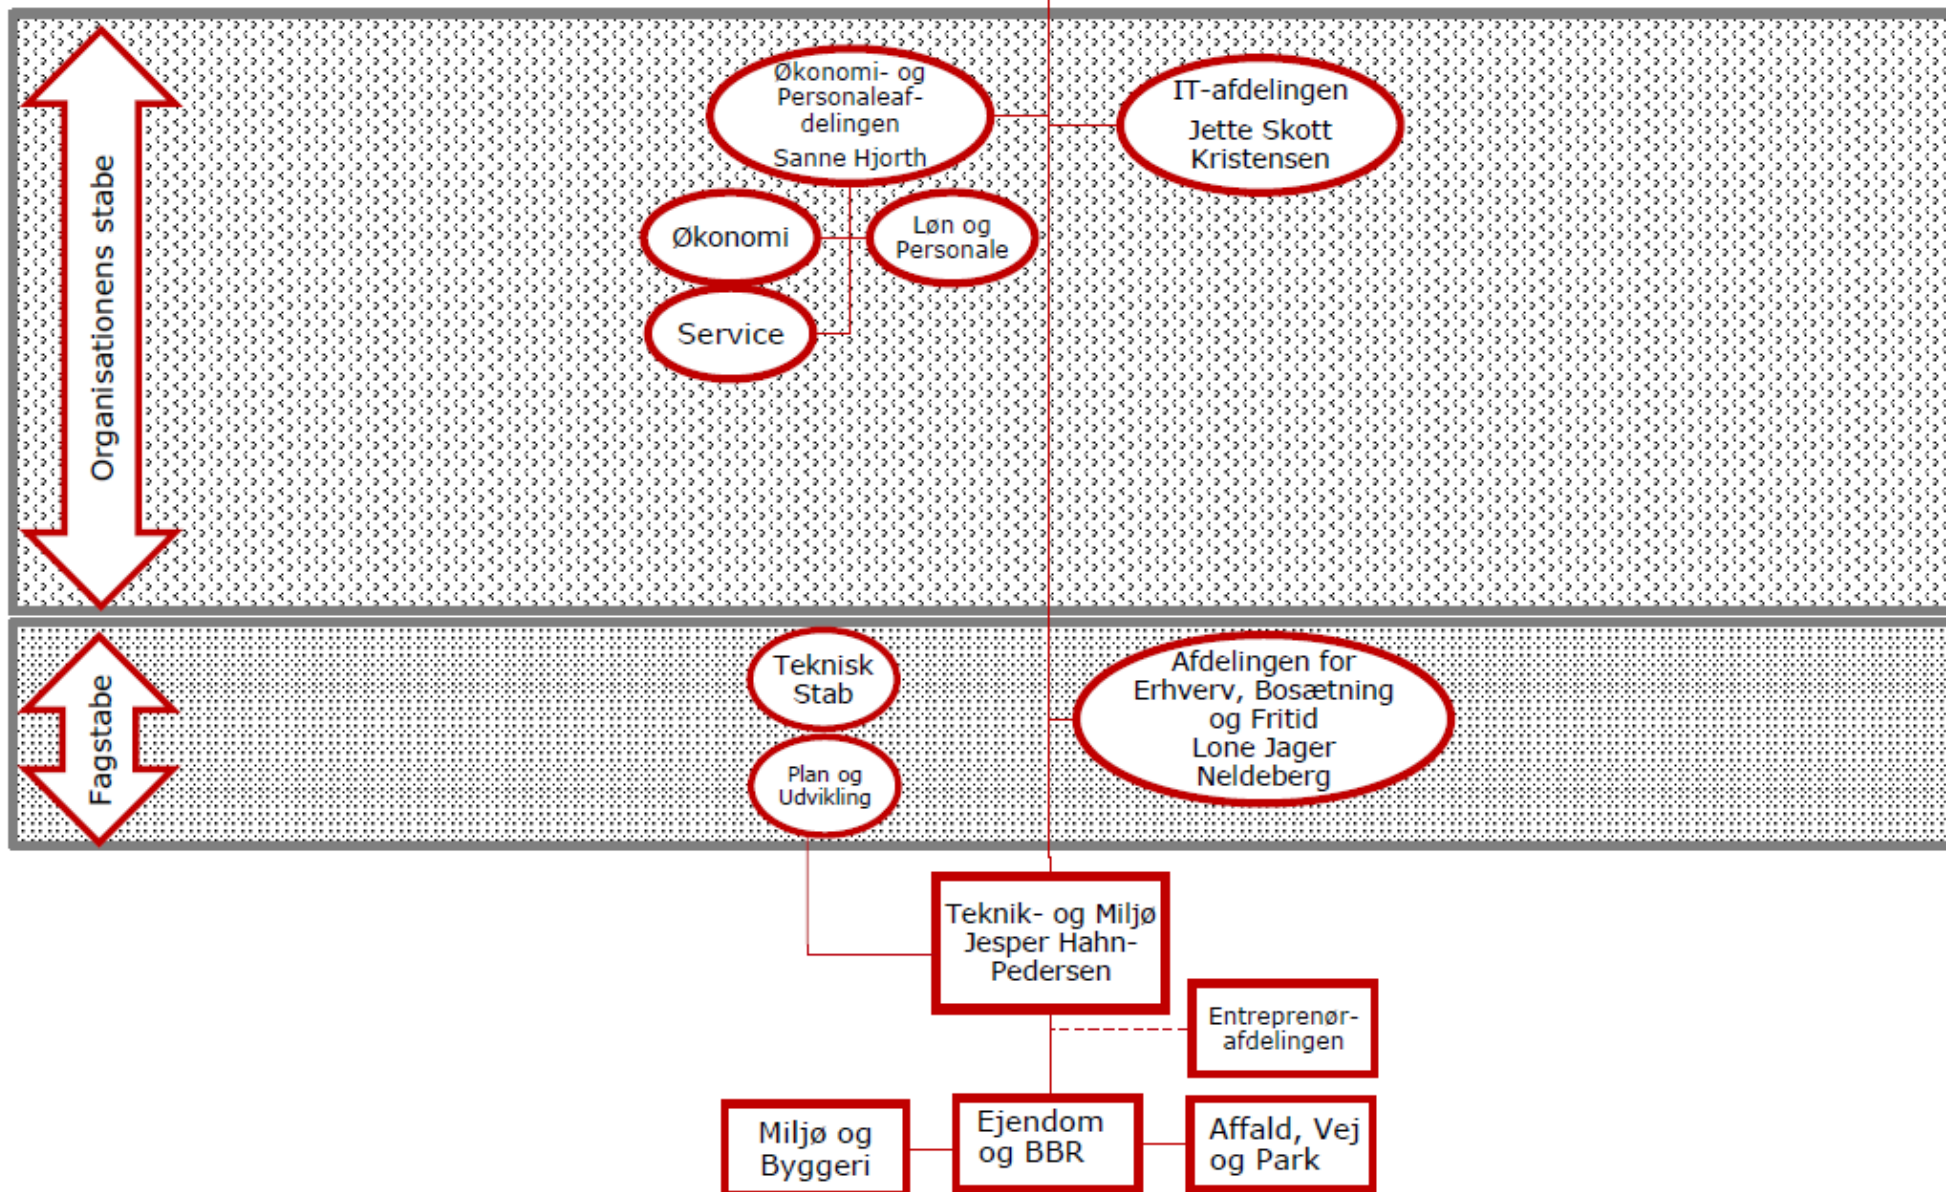 Organisationens stabe
Økonomi- og
Personaleaf-
delingen
Sanne Hjorth
IT-afdelingen
Jette Skott
Kristensen
Økonomi
Løn og
Personale
Service
Fagstabe
Teknisk
Stab
Plan og
Udvikling
Afdelingen for
Erhverv, Bosætning
og Fritid
Lone Jager
Neldeberg
Teknik- og Miljø
Jesper Hahn-
Pedersen
Entreprenør-
afdelingen
Miljø og
Byggeri
Ejendom
og BBR
Affald, Vej
og Park